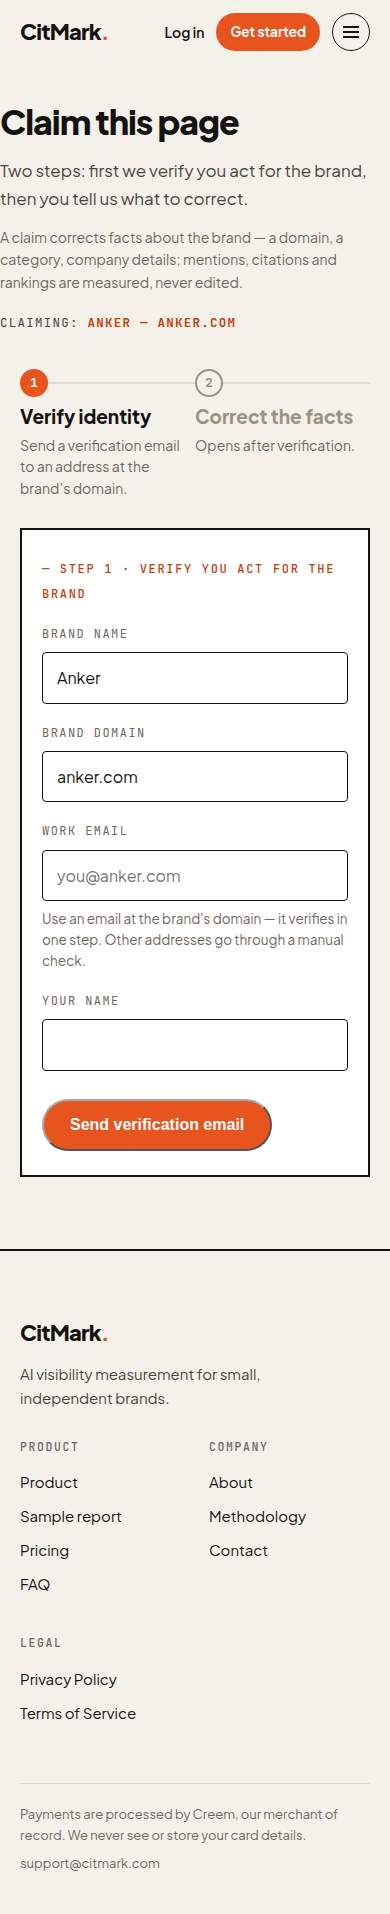 CitMark.
Log in
Get started
Claim this page
Two steps: first we verify you act for the brand,
then you tell us what to correct.
A claim corrects facts about the brand — a domain, a
category, company details; mentions, citations and
rankings are measured, never edited.
CLAIMING: ANKER — ANKER.COM
1
Verify identity
Send a verification email
to an address at the
brand's domain.
2
Correct the facts
Opens after verification.
— STEP 1 · VERIFY YOU ACT FOR THE
BRAND
BRAND NAME
Anker
BRAND DOMAIN
anker.com
WORK EMAIL
you@anker.com
Use an email at the brand's domain — it verifies in
one step. Other addresses go through a manual
check.
YOUR NAME
Send verification email
CitMark.
AI visibility measurement for small,
independent brands.
PRODUCT
Product
Sample report
Pricing
FAQ
COMPANY
About
Methodology
Contact
LEGAL
Privacy Policy
Terms of Service
Payments are processed by Creem, our merchant of
record. We never see or store your card details.
support@citmark.com